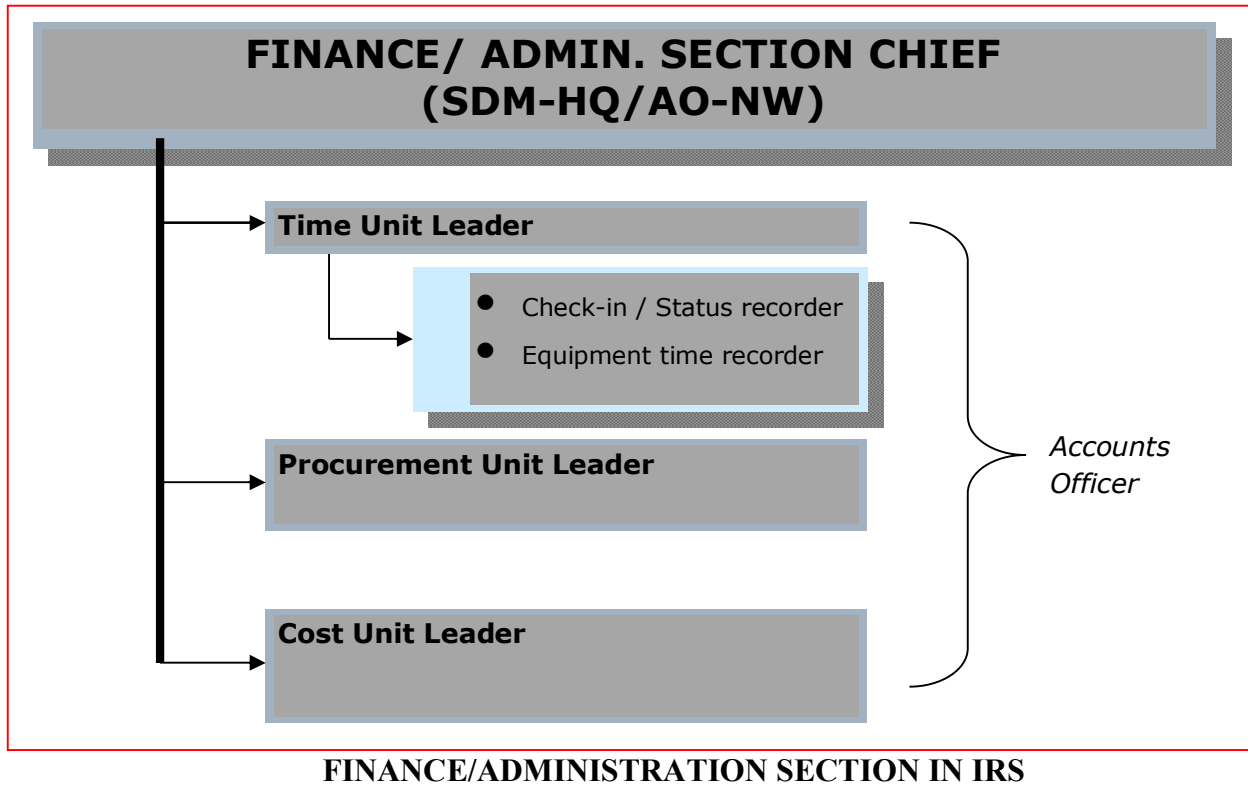 FINANCE/ ADMIN. SECTION CHIEF
(SDM-HQ/AO-NW)
Time Unit Leader
● Check-in / Status recorder
● Equipment time recorder
Procurement Unit Leader
Accounts
Officer
Cost Unit Leader
FINANCE/ADMINISTRATION SECTION IN IRS